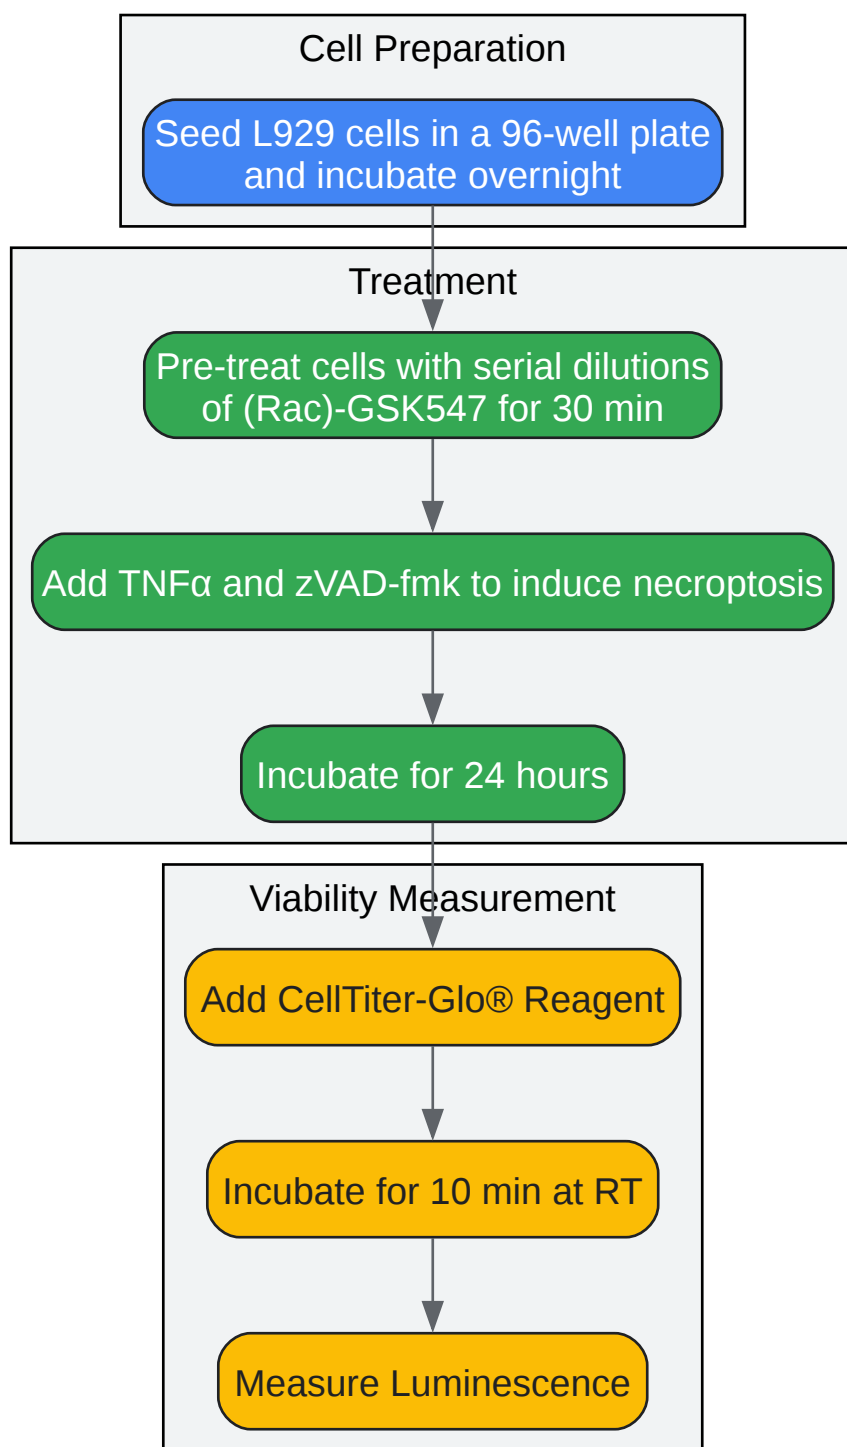 Cell Preparation
Seed L929 cells in a 96-well plate
and incubate overnight
Treatment
Pre-treat cells with serial dilutions
of (Rac)-GSK547 for 30 min
Add TNFα and zVAD-fmk to induce necroptosis
Incubate for 24 hours
Viability Measurement
Add CellTiter-Glo® Reagent
Incubate for 10 min at RT
Measure Luminescence